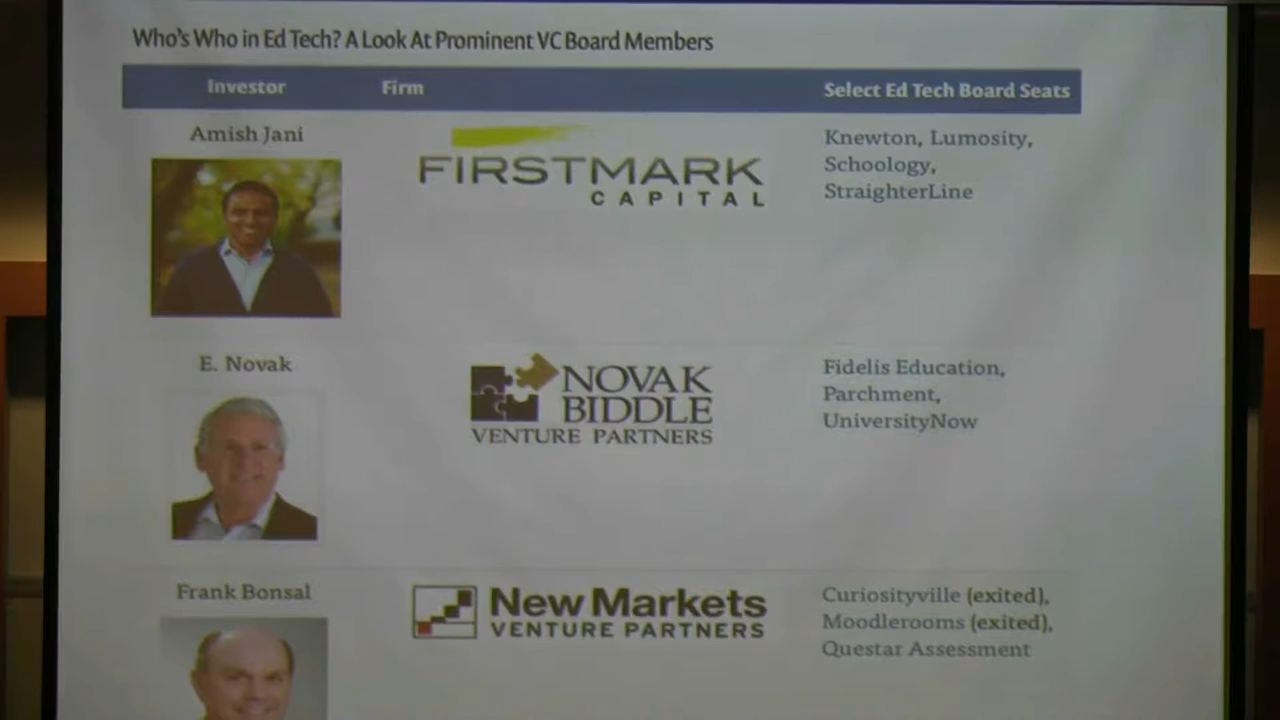 Who's Who in Ed Tech? A Look At Prominent VC Board Members
Investor Firm Select Ed Tech Board Seats
Amish Jani
FIRSTMARK
CAPITAL
Knewton, Lumosity,
Schoology,
StraighterLine
E. Novak
NOVAK
BIDDLE
VENTURE PARTNERS
Fidelis Education,
Parchment,
UniversityNow
Frank Bonsal
New Markets
VENTURE PARTNERS
Curiosityville (exited),
Moodlerooms (exited),
Questar Assessment